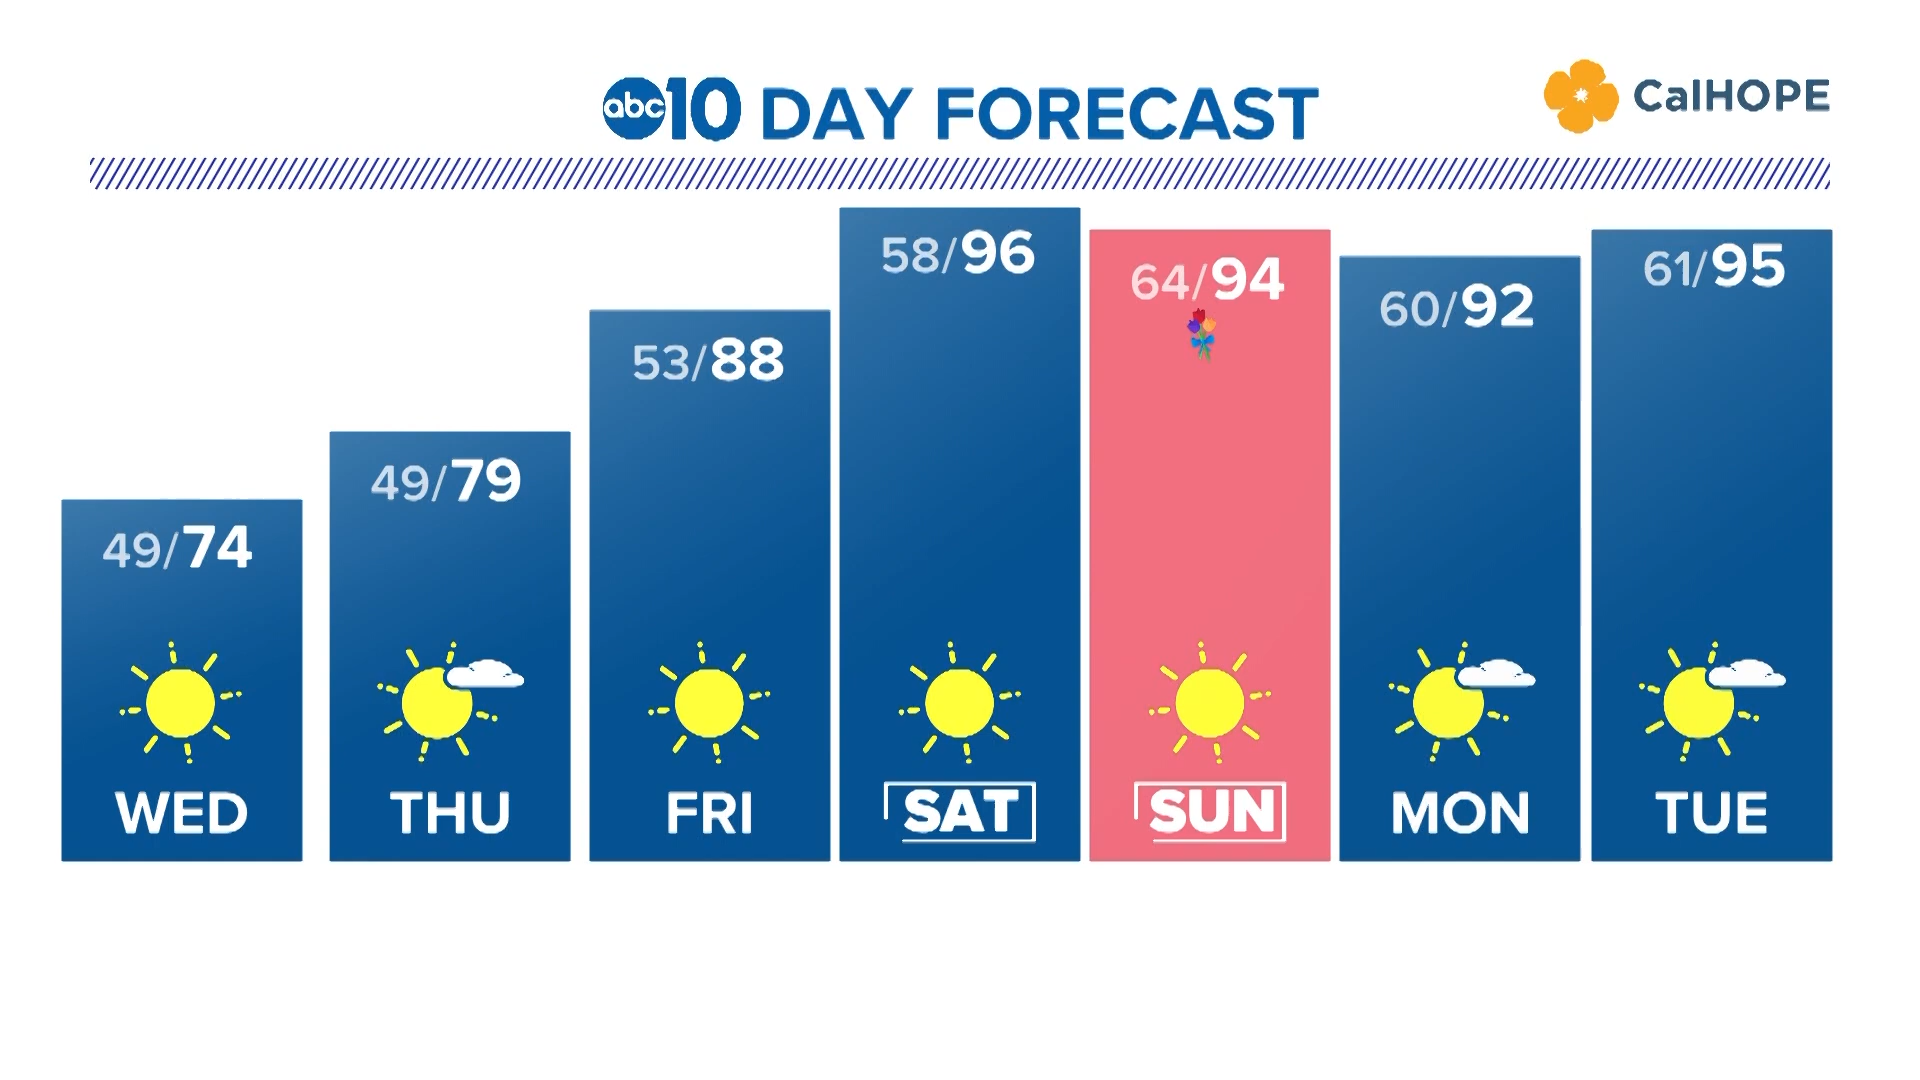 abc10 DAY FORECAST
CalHOPE
49/74
49/79
53/88
58/96
64/94
60/92
61/95
WED
THU
FRI
SAT
SUN
MON
TUE